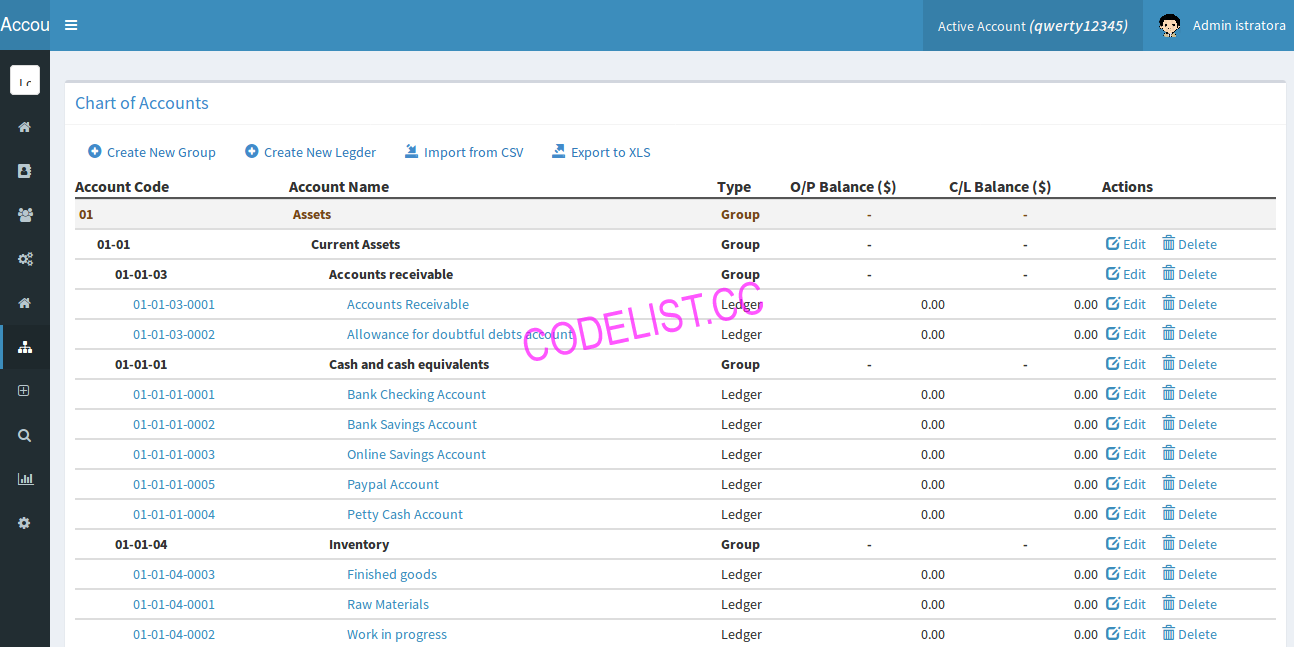 Accou
Active Account (qwerty12345) Admin istratora
Chart of Accounts
Create New Group Create New Legder Import from CSV Export to XLS
Account Code Account Name Type O/P Balance ($) C/L Balance ($) Actions
01 Assets Group - -
01-01 Current Assets Group - - Edit Delete
01-01-03 Accounts receivable Group - - Edit Delete
01-01-03-0001 Accounts Receivable Ledger 0.00 0.00 Edit Delete
01-01-03-0002 Allowance for doubtful debts account Ledger 0.00 0.00 Edit Delete
CODELIST.CC
01-01-01 Cash and cash equivalents Group - - Edit Delete
01-01-01-0001 Bank Checking Account Ledger 0.00 0.00 Edit Delete
01-01-01-0002 Bank Savings Account Ledger 0.00 0.00 Edit Delete
01-01-01-0003 Online Savings Account Ledger 0.00 0.00 Edit Delete
01-01-01-0005 Paypal Account Ledger 0.00 0.00 Edit Delete
01-01-01-0004 Petty Cash Account Ledger 0.00 0.00 Edit Delete
01-01-04 Inventory Group - - Edit Delete
01-01-04-0003 Finished goods Ledger 0.00 0.00 Edit Delete
01-01-04-0001 Raw Materials Ledger 0.00 0.00 Edit Delete
01-01-04-0002 Work in progress Ledger 0.00 0.00 Edit Delete